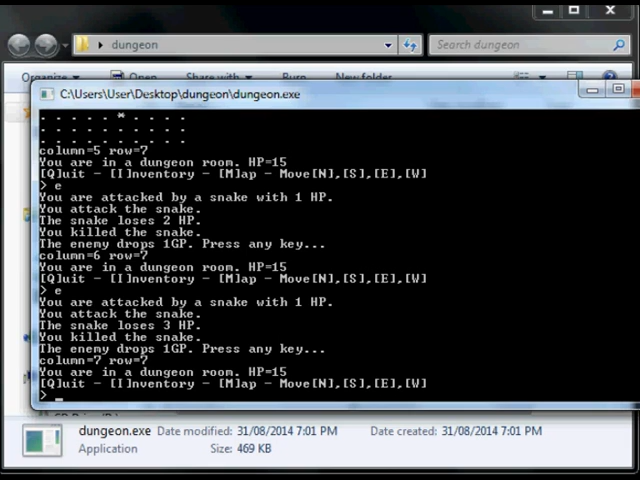 dungeon
Search dungeon
Organize
Open
Share with
Burn
New folder
C:\Users\User\Desktop\dungeon\dungeon.exe
. . . . . * . . . .
. . . . . . . . . .
. . . . . . . . . .
column=5 row=7
You are in a dungeon room. HP=15
[Q]uit - [I]nventory - [M]ap - Move[N],[S],[E],[W]
> e
You are attacked by a snake with 1 HP.
You attack the snake.
The snake loses 2 HP.
You killed the snake.
The enemy drops 1GP. Press any key...
column=6 row=7
You are in a dungeon room. HP=15
[Q]uit - [I]nventory - [M]ap - Move[N],[S],[E],[W]
> e
You are attacked by a snake with 1 HP.
You attack the snake.
The snake loses 3 HP.
You killed the snake.
The enemy drops 1GP. Press any key...
column=7 row=7
You are in a dungeon room. HP=15
[Q]uit - [I]nventory - [M]ap - Move[N],[S],[E],[W]
> _
dungeon.exe Date modified: 31/08/2014 7:01 PM Date created: 31/08/2014 7:01 PM
Application Size: 469 KB